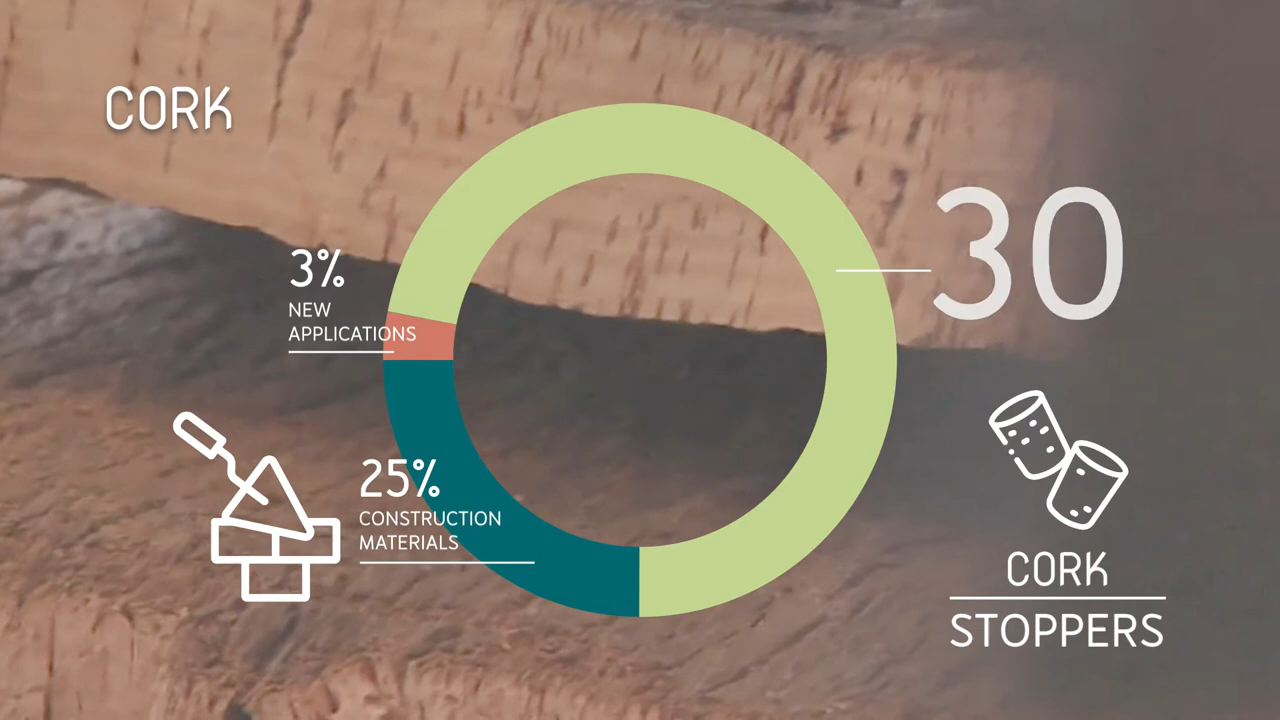 CORK
3%
NEW
APPLICATIONS
25%
CONSTRUCTION
MATERIALS
30
CORK
STOPPERS